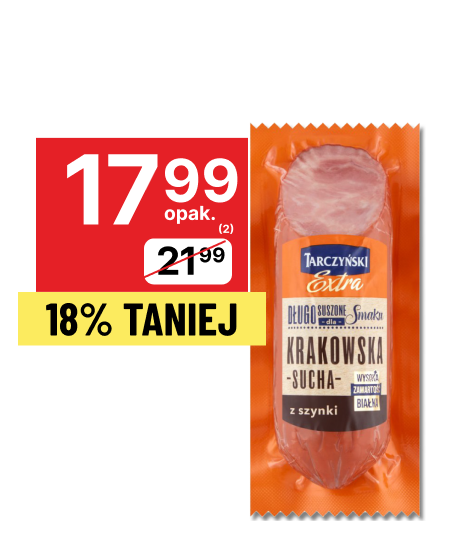 17 99
opak.
(2)
21 99
18% TANIEJ
TARCZYŃSKI
Extra
DŁUGO SUSZONE
- dla - Smaku
KRAKOWSKA
-SUCHA-
WYSOKA
ZAWARTOŚĆ
BIAŁKA
z szynki